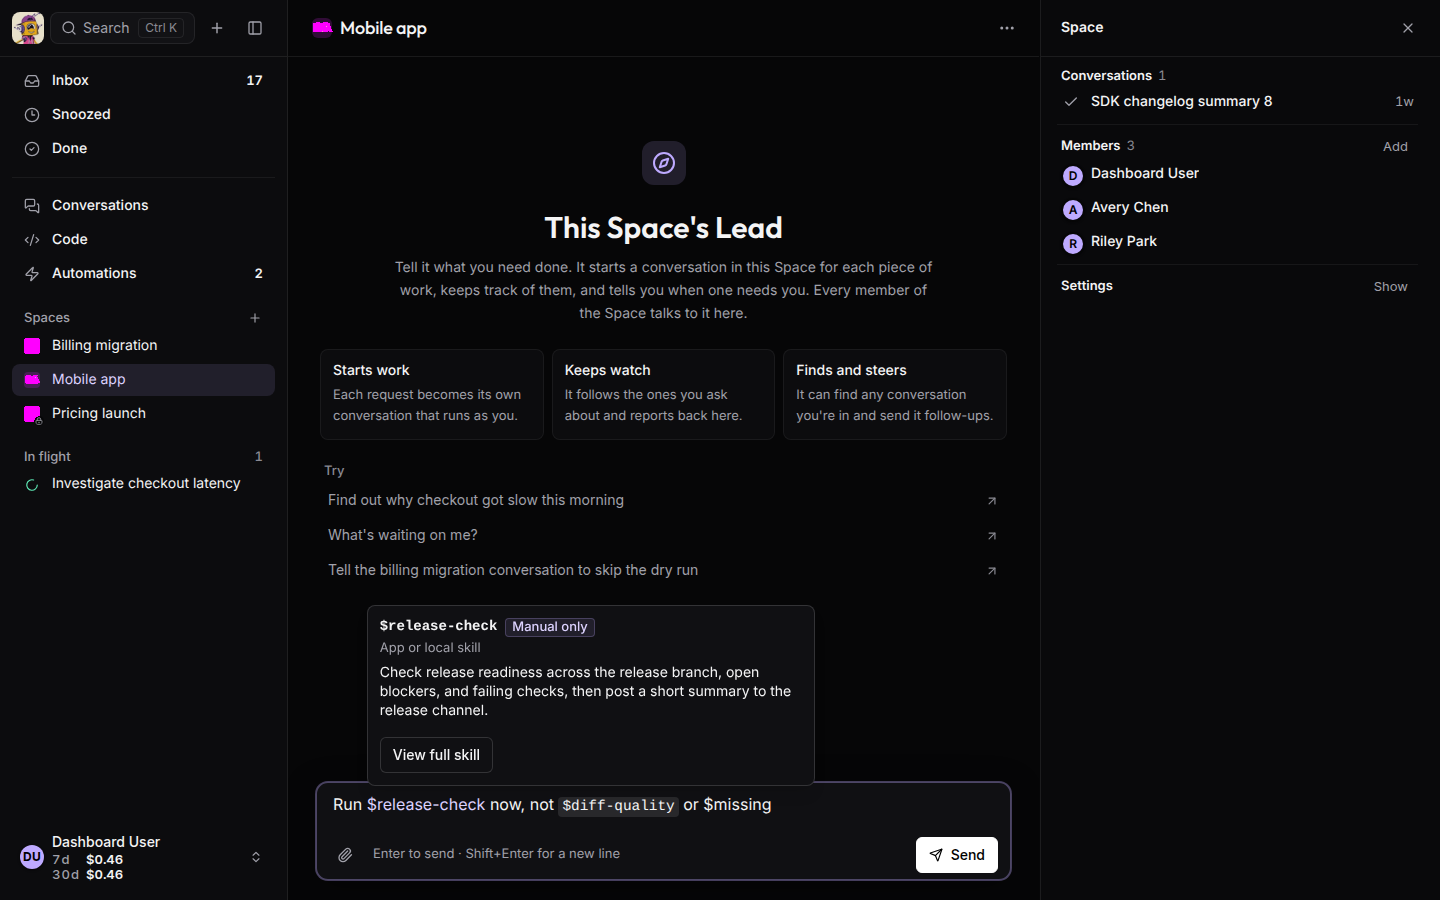 Search Ctrl K
Inbox 17
Snoozed
Done
Conversations
Code
Automations 2
Spaces
Billing migration
Mobile app
Pricing launch
In flight 1
Investigate checkout latency
DU
Dashboard User
7d $0.46
30d $0.46
Mobile app
This Space's Lead
Tell it what you need done. It starts a conversation in this Space for each piece of
work, keeps track of them, and tells you when one needs you. Every member of
the Space talks to it here.
Starts work
Each request becomes its own
conversation that runs as you.
Keeps watch
It follows the ones you ask
about and reports back here.
Finds and steers
It can find any conversation
you're in and send it follow-ups.
Try
Find out why checkout got slow this morning
What's waiting on me?
Tell the billing migration conversation to skip the dry run
$release-check Manual only
App or local skill
Check release readiness across the release branch, open
blockers, and failing checks, then post a short summary to the
release channel.
View full skill
Run $release-check now, not $diff-quality or $missing
Enter to send · Shift+Enter for a new line
Send
Space
Conversations 1
SDK changelog summary 8 1w
Members 3 Add
D Dashboard User
A Avery Chen
R Riley Park
Settings Show